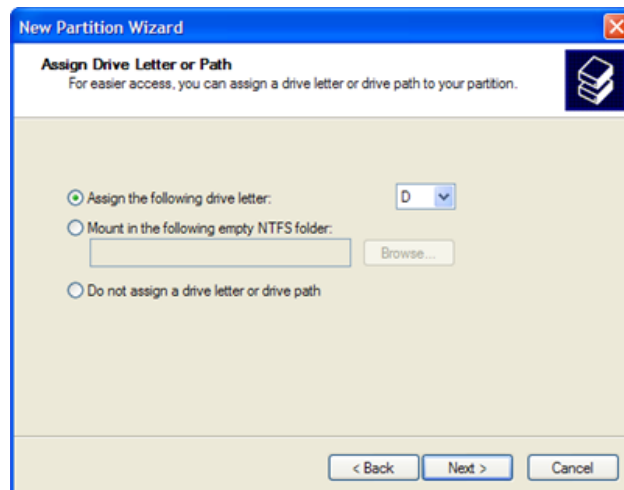 New Partition Wizard
Assign Drive Letter or Path
For easier access, you can assign a drive letter or drive path to your partition.
Assign the following drive letter: D
Mount in the following empty NTFS folder:
Browse...
Do not assign a drive letter or drive path
< Back Next > Cancel